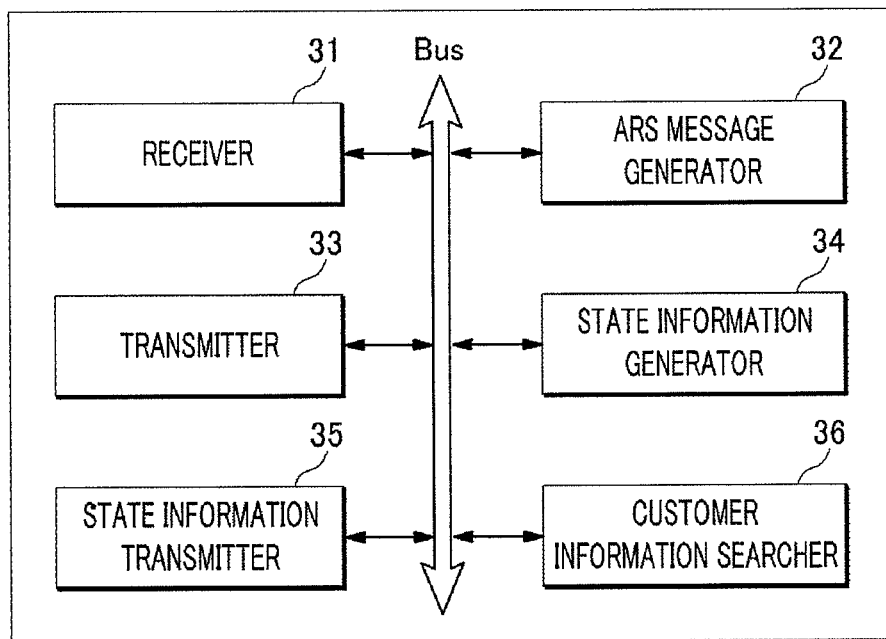 Bus
31
RECEIVER
32
ARS MESSAGE
GENERATOR
33
TRANSMITTER
34
STATE INFORMATION
GENERATOR
35
STATE INFORMATION
TRANSMITTER
36
CUSTOMER
INFORMATION SEARCHER